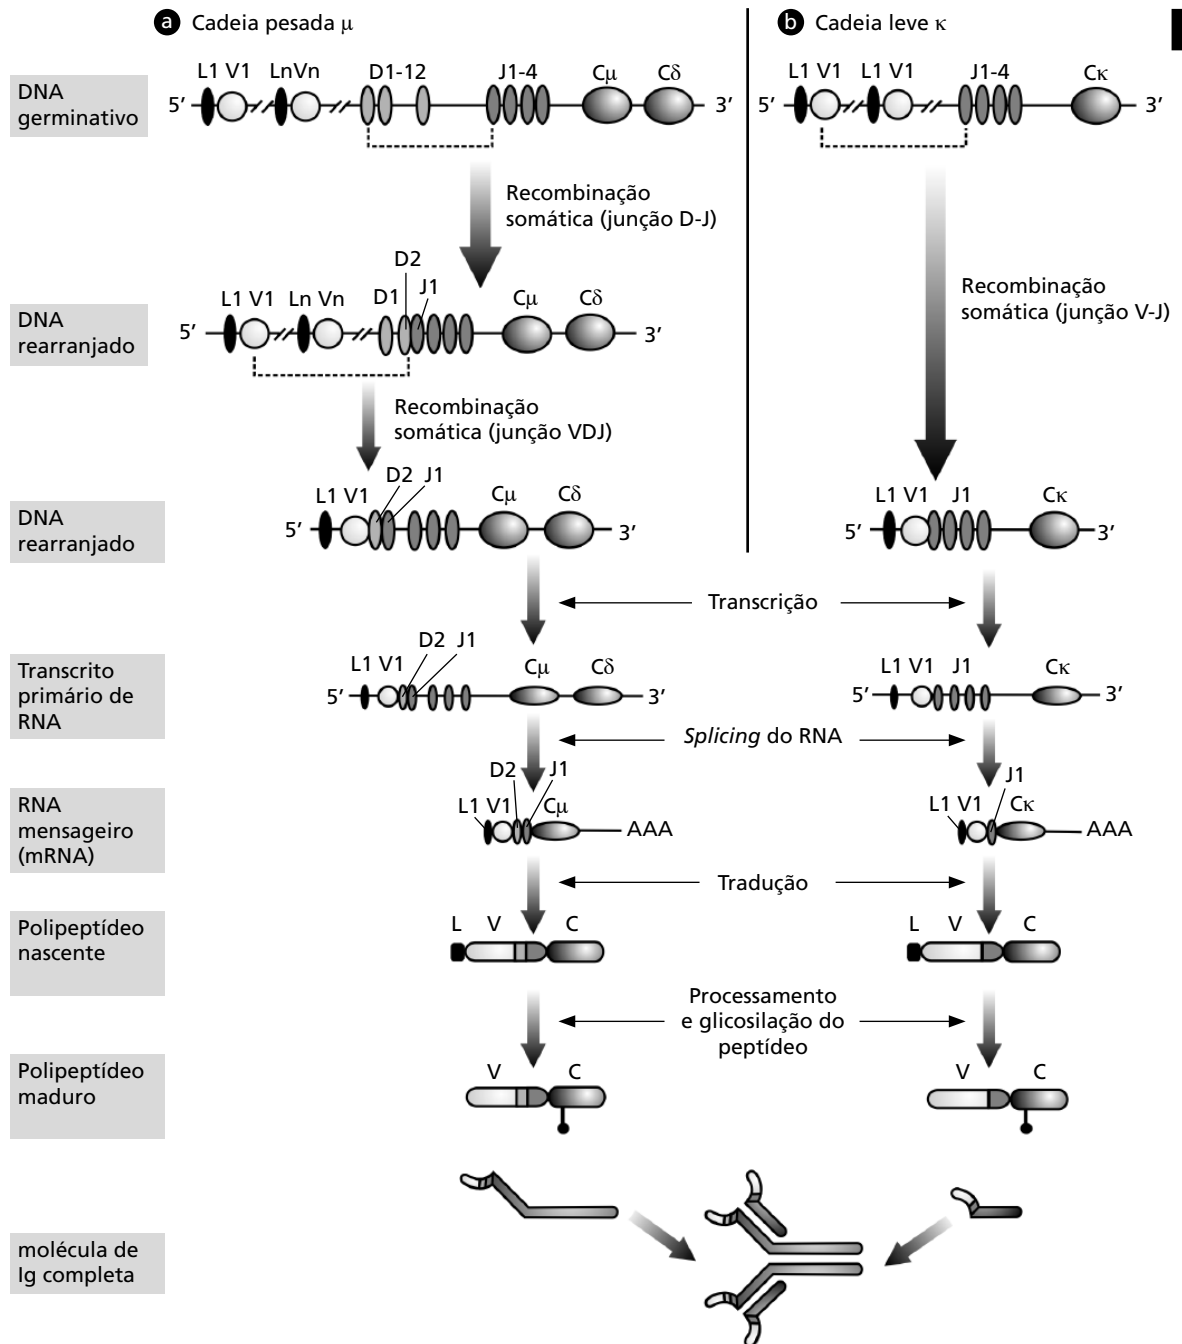 a Cadeia pesada μ
b Cadeia leve κ
DNA
germinativo
5’ L1 V1 Ln Vn D1-12 J1-4 Cμ Cδ 3’
5’ L1 V1 L1 V1 J1-4 Cκ 3’
Recombinação
somática (junção D-J)
Recombinação
somática (junção V-J)
DNA
rearranjado
5’ L1 V1 Ln Vn D1 D2 J1 Cμ Cδ 3’
Recombinação
somática (junção VDJ)
DNA
rearranjado
5’ L1 V1 D2 J1 Cμ Cδ 3’
5’ L1 V1 J1 Cκ 3’
Transcrição
Transcrito
primário de
RNA
5’ L1 V1 D2 J1 Cμ Cδ 3’
5’ L1 V1 J1 Cκ 3’
Splicing do RNA
RNA
mensageiro
(mRNA)
L1 V1 D2 J1 Cμ AAA
L1 V1 J1 Cκ AAA
Tradução
Polipeptídeo
nascente
L V C
L V C
Processamento
e glicosilação do
peptídeo
Polipeptídeo
maduro
V C
V C
molécula de
Ig completa